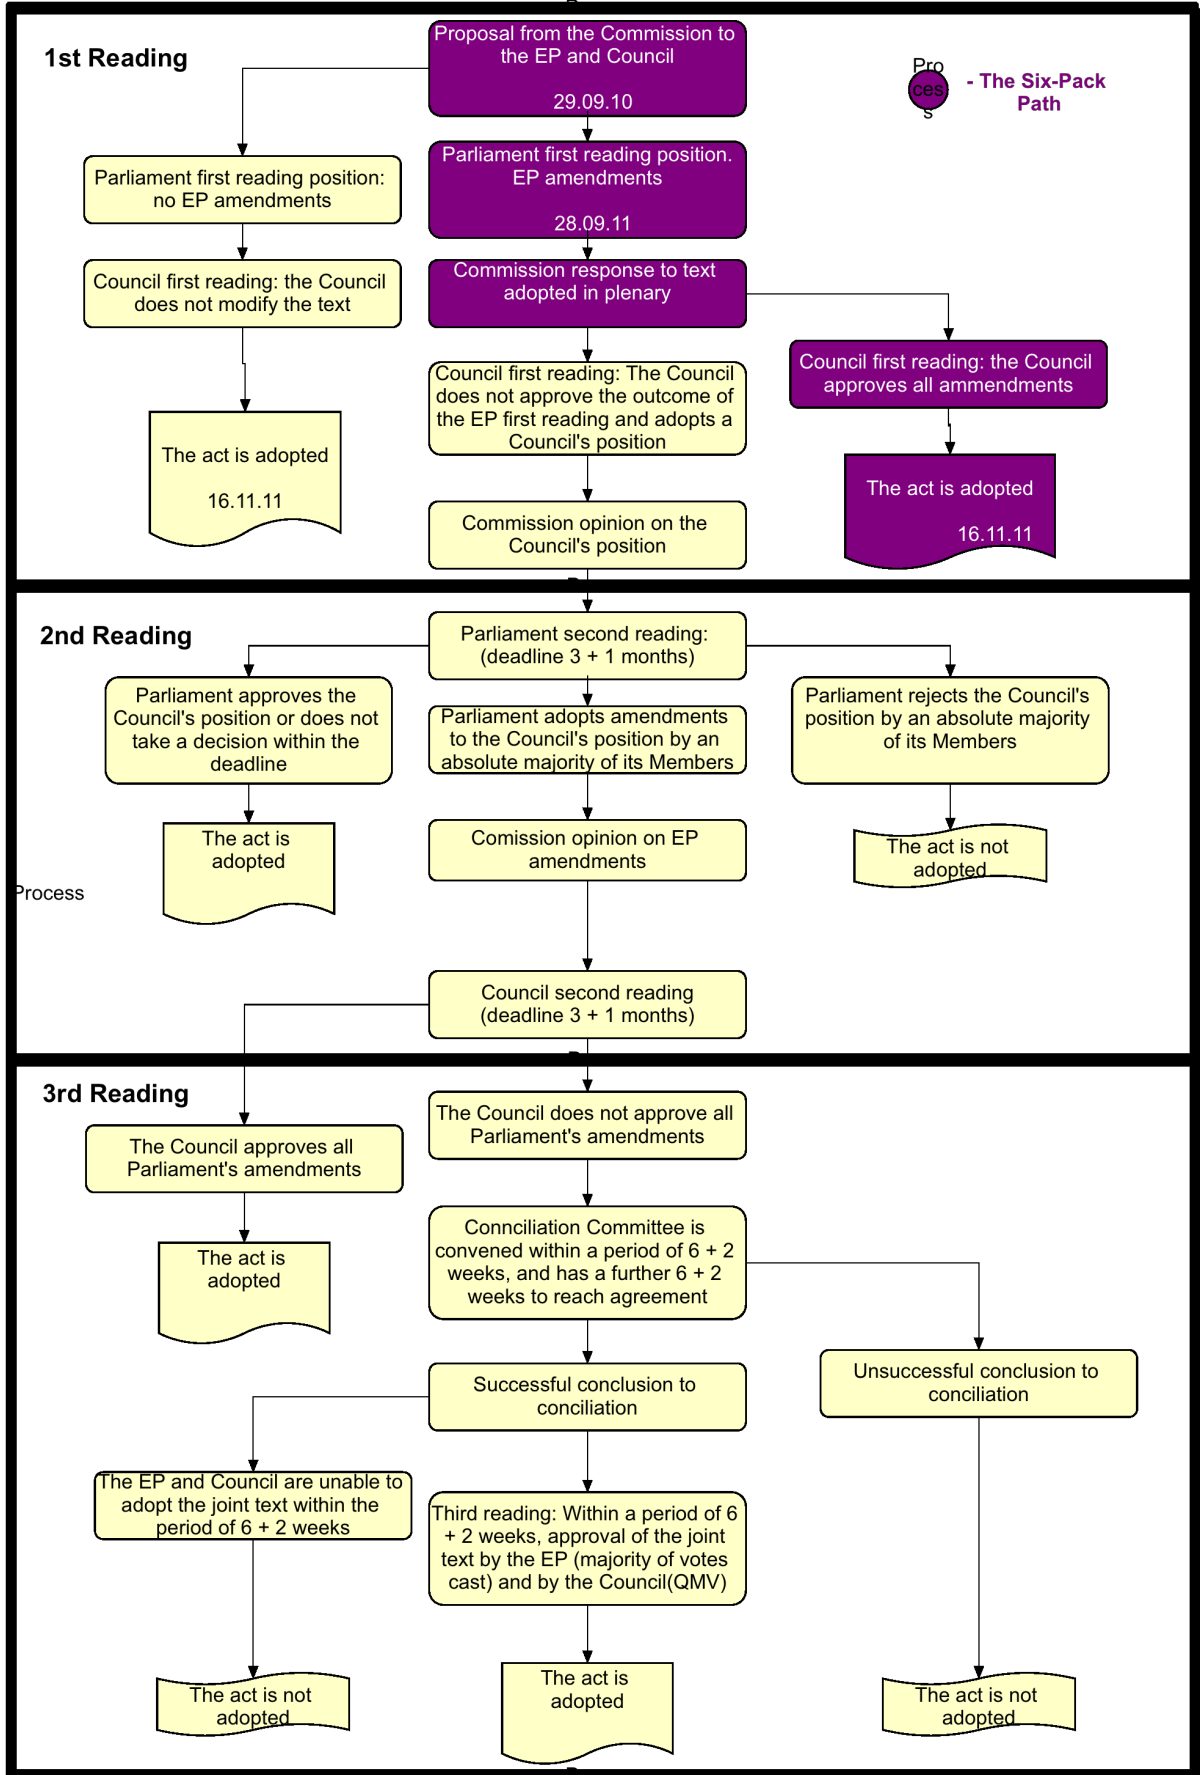 1st Reading
Proposal from the Commission to
the EP and Council
29.09.10
Pro
ces
s
- The Six-Pack
Path
Parliament first reading position:
no EP amendments
Parliament first reading position.
EP amendments
28.09.11
Council first reading: the Council
does not modify the text
Commission response to text
adopted in plenary
Council first reading: the Council
approves all ammendments
Council first reading: The Council
does not approve the outcome of
the EP first reading and adopts a
Council's position
The act is adopted
16.11.11
The act is adopted
16.11.11
Commission opinion on the
Council's position
2nd Reading
Parliament second reading:
(deadline 3 + 1 months)
Parliament approves the
Council's position or does not
take a decision within the
deadline
Parliament adopts amendments
to the Council's position by an
absolute majority of its Members
Parliament rejects the Council's
position by an absolute majority
of its Members
The act is
adopted
Comission opinion on EP
amendments
The act is not
adopted
Process
Council second reading
(deadline 3 + 1 months)
3rd Reading
The Council does not approve all
Parliament's amendments
The Council approves all
Parliament's amendments
The act is
adopted
Connciliation Committee is
convened within a period of 6 + 2
weeks, and has a further 6 + 2
weeks to reach agreement
Successful conclusion to
conciliation
Unsuccessful conclusion to
conciliation
The EP and Council are unable to
adopt the joint text within the
period of 6 + 2 weeks
Third reading: Within a period of 6
+ 2 weeks, approval of the joint
text by the EP (majority of votes
cast) and by the Council(QMV)
The act is not
adopted
The act is
adopted
The act is not
adopted